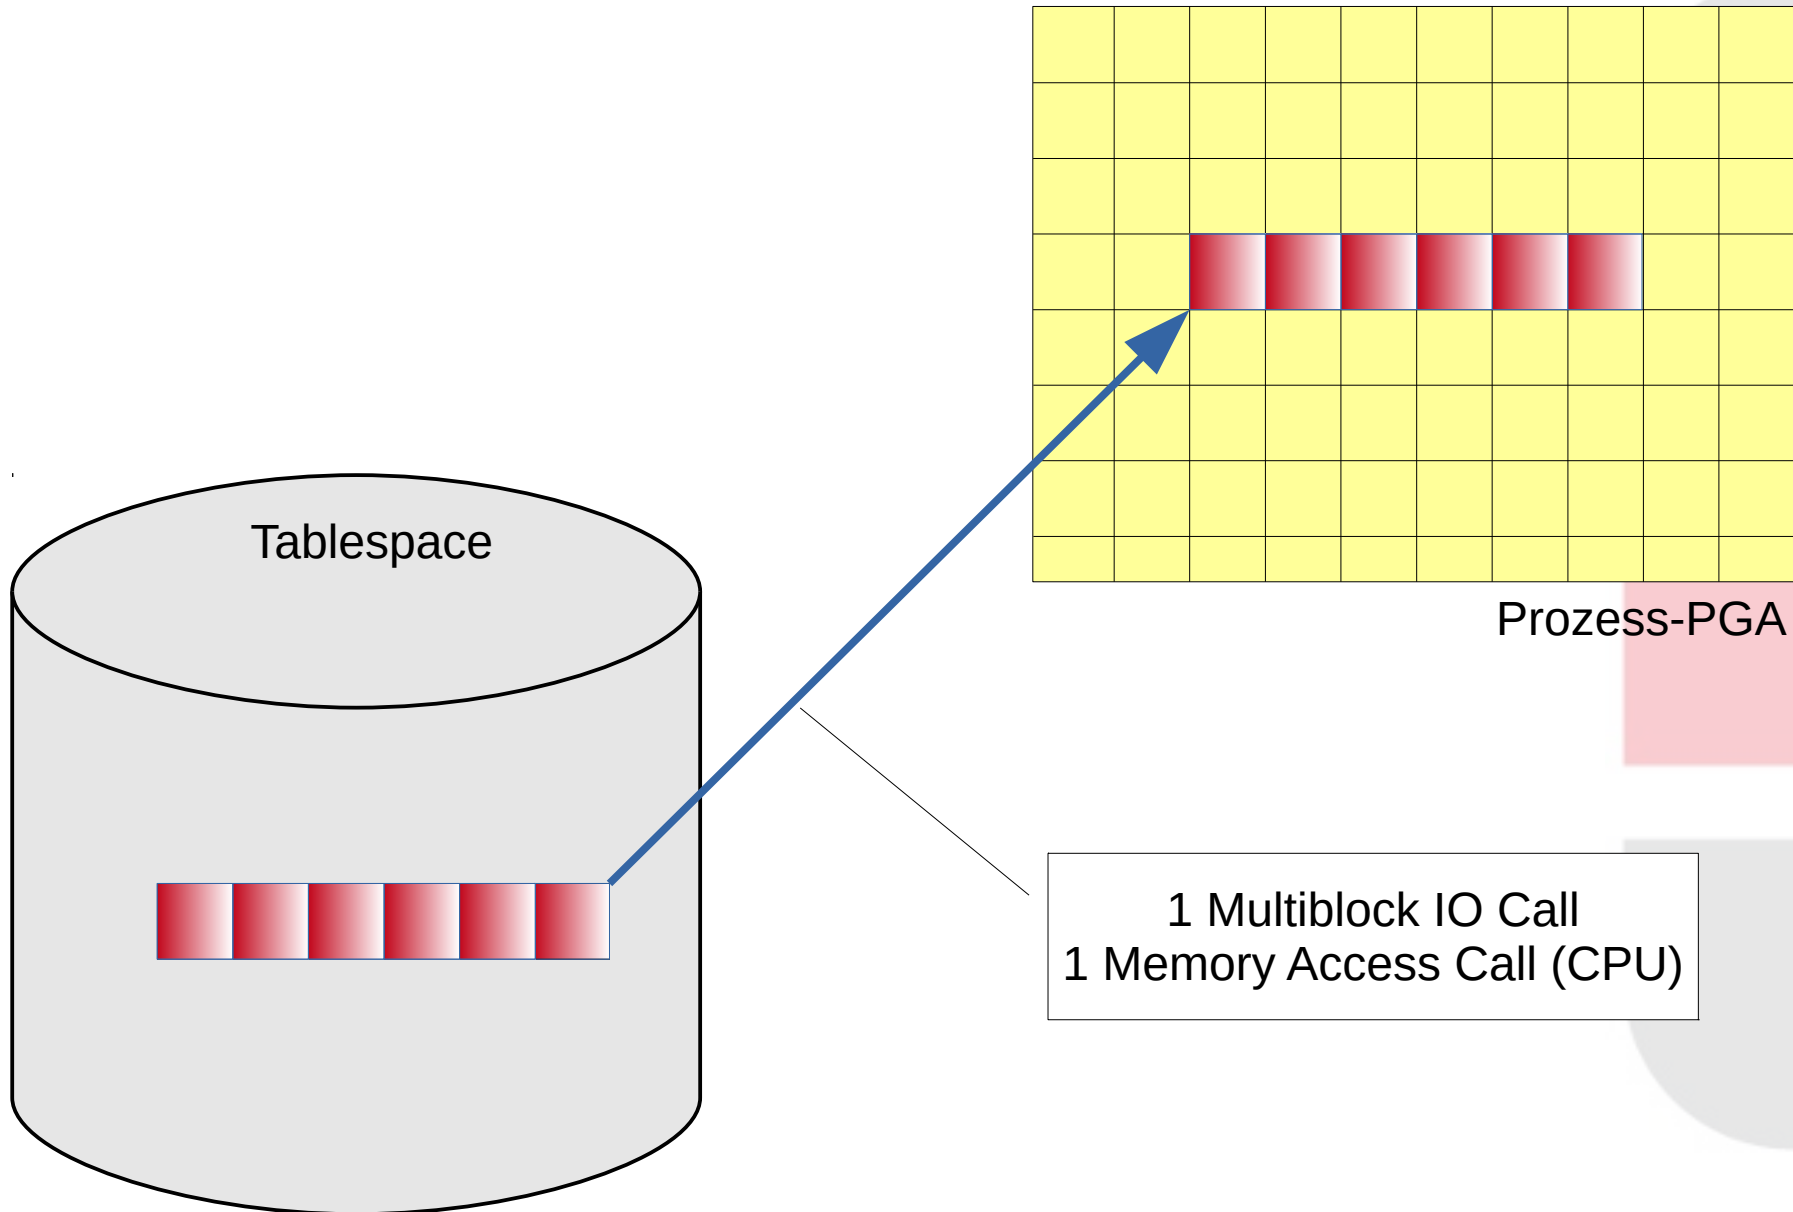 Tablespace
Prozess-PGA
1 Multiblock IO Call
1 Memory Access Call (CPU)